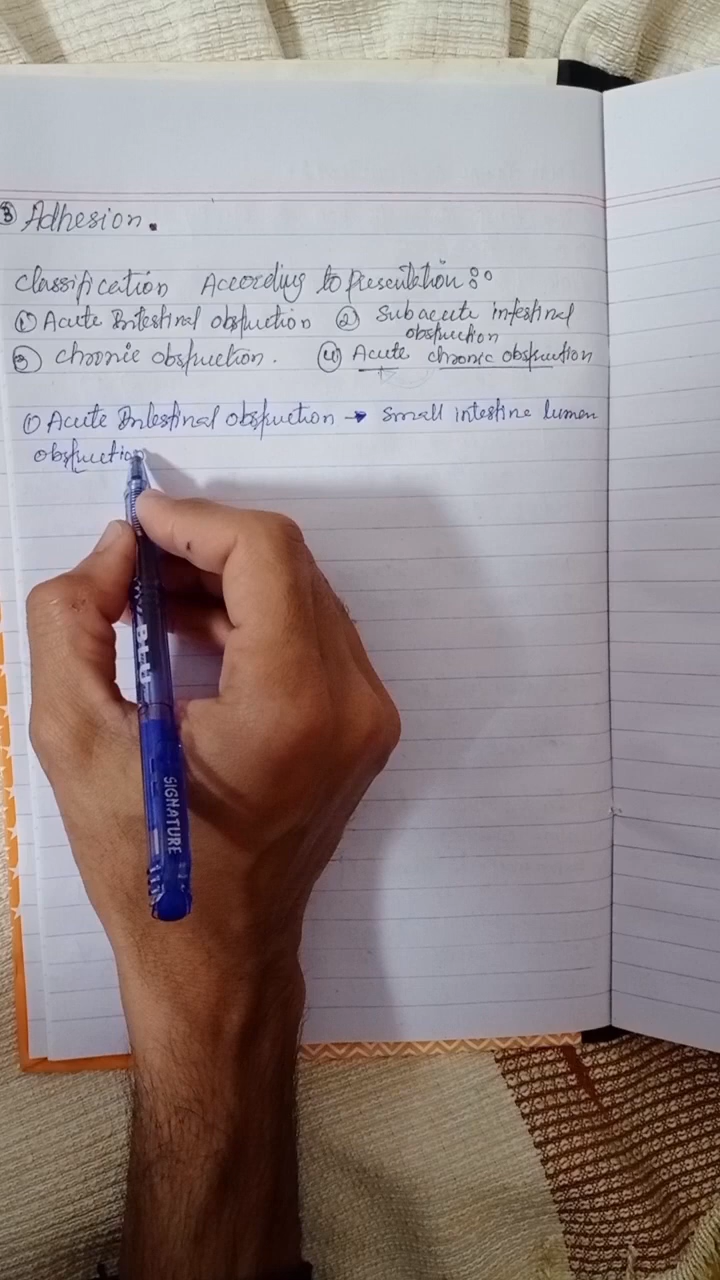 ③ Adhesion.
Classification According to Presentation :-
① Acute Intestinal obstruction ② Subacute intestinal
obstruction
③ Chronic obstruction. ④ Acute chronic obstruction
① Acute Intestinal obstruction → Small intestine lumen
obstruction
BLU
SIGNATURE